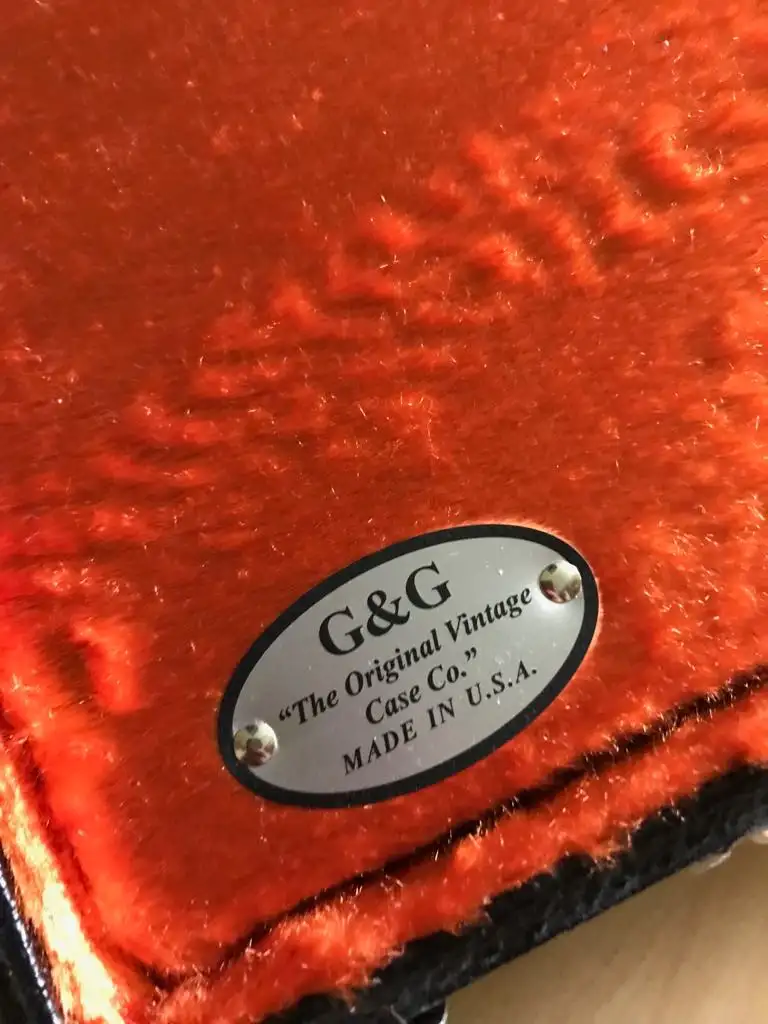 G&G
“The Original Vintage
Case Co.”
MADE IN U.S.A.